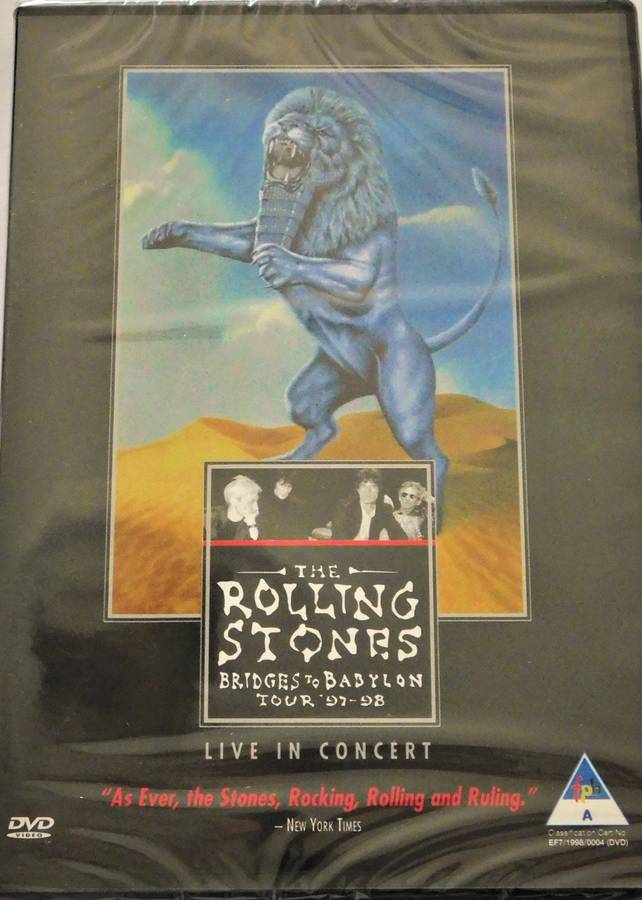 THE
ROLLING
STONES
BRIDGES TO BABYLON
TOUR '97-98
LIVE IN CONCERT
"As Ever, the Stones, Rocking, Rolling and Ruling."
— NEW YORK TIMES
DVD
VIDEO
fpb
A
Classification Cert No.
EF7/1998/0004 (DVD)